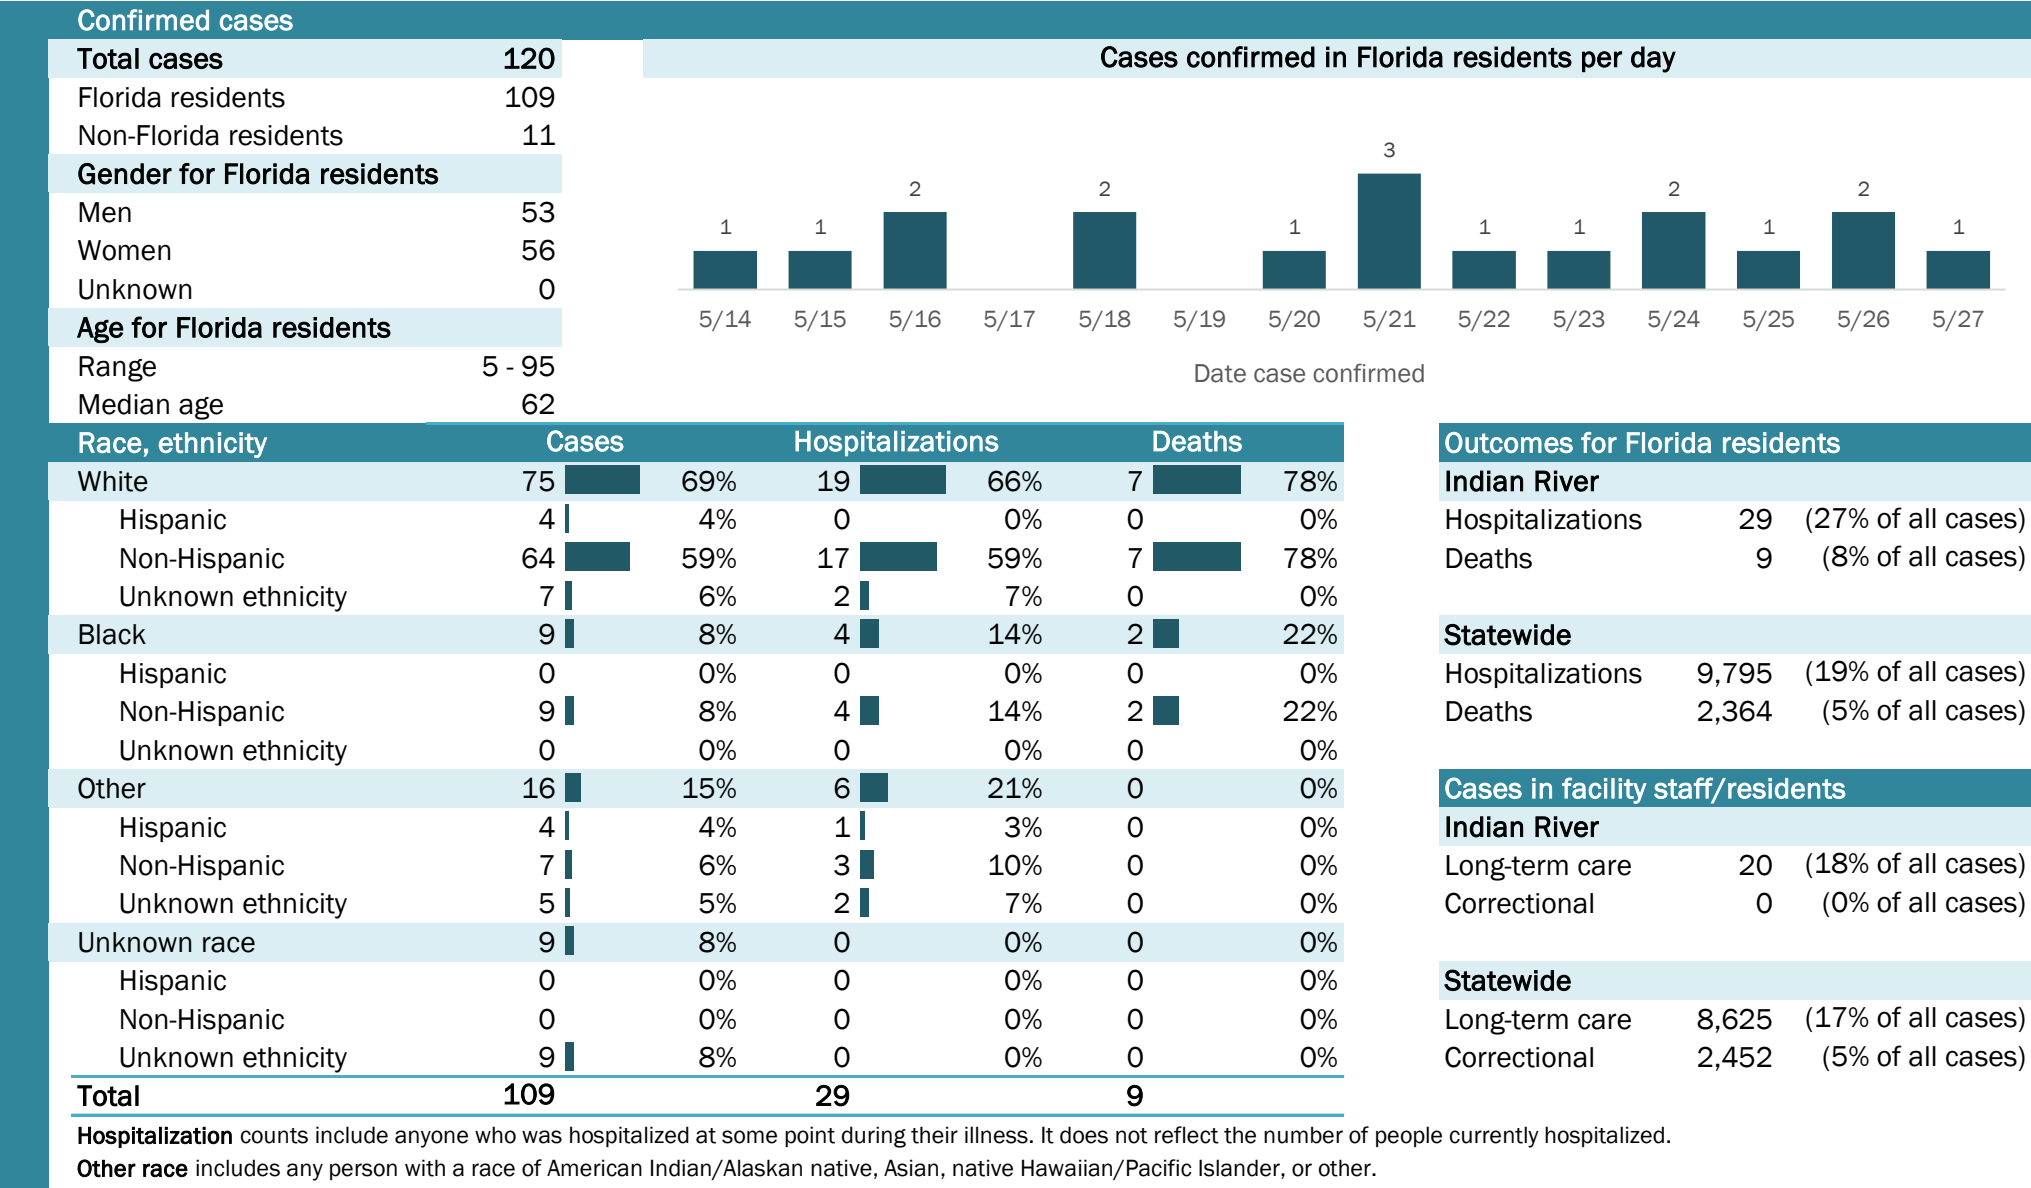 Confirmed cases
Total cases 120
Florida residents 109
Non-Florida residents 11
Gender for Florida residents
Men 53
Women 56
Unknown 0
Age for Florida residents
Range 5 - 95
Median age 62
Cases confirmed in Florida residents per day
1 1 2 2 1 3 1 1 2 1 2 1
5/14 5/15 5/16 5/17 5/18 5/19 5/20 5/21 5/22 5/23 5/24 5/25 5/26 5/27
Date case confirmed
Race, ethnicity Cases Hospitalizations Deaths
White 75 69% 19 66% 7 78%
Hispanic 4 4% 0 0% 0 0%
Non-Hispanic 64 59% 17 59% 7 78%
Unknown ethnicity 7 6% 2 7% 0 0%
Black 9 8% 4 14% 2 22%
Hispanic 0 0% 0 0% 0 0%
Non-Hispanic 9 8% 4 14% 2 22%
Unknown ethnicity 0 0% 0 0% 0 0%
Other 16 15% 6 21% 0 0%
Hispanic 4 4% 1 3% 0 0%
Non-Hispanic 7 6% 3 10% 0 0%
Unknown ethnicity 5 5% 2 7% 0 0%
Unknown race 9 8% 0 0% 0 0%
Hispanic 0 0% 0 0% 0 0%
Non-Hispanic 0 0% 0 0% 0 0%
Unknown ethnicity 9 8% 0 0% 0 0%
Total 109 29 9
Outcomes for Florida residents
Indian River
Hospitalizations 29 (27% of all cases)
Deaths 9 (8% of all cases)
Statewide
Hospitalizations 9,795 (19% of all cases)
Deaths 2,364 (5% of all cases)
Cases in facility staff/residents
Indian River
Long-term care 20 (18% of all cases)
Correctional 0 (0% of all cases)
Statewide
Long-term care 8,625 (17% of all cases)
Correctional 2,452 (5% of all cases)
Hospitalization counts include anyone who was hospitalized at some point during their illness. It does not reflect the number of people currently hospitalized.
Other race includes any person with a race of American Indian/Alaskan native, Asian, native Hawaiian/Pacific Islander, or other.